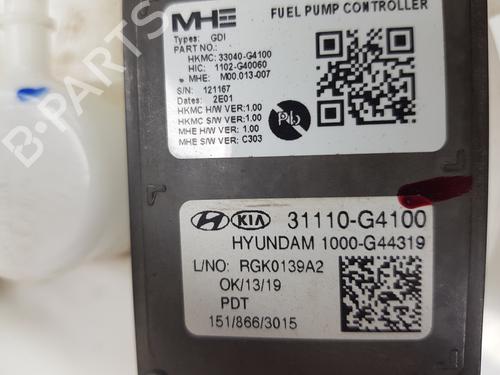 MHE FUEL PUMP CONTROLLER
Types: GDI
PART NO.:
HKMC: 33040-G4100
HIC: 1102-G40060
MHE: M00.013-007
S/N: 121167
Dates: 2E01
HKMC H/W VER: 1.00
HKMC S/W VER: 1.00
MHE H/W VER: 1.00
MHE S/W VER: C303
Pb
HYUNDAI KIA 31110-G4100
HYUNDAM 1000-G44319
L/NO: RGK0139A2
OK/13/19
PDT
151/866/3015
B-PARTS